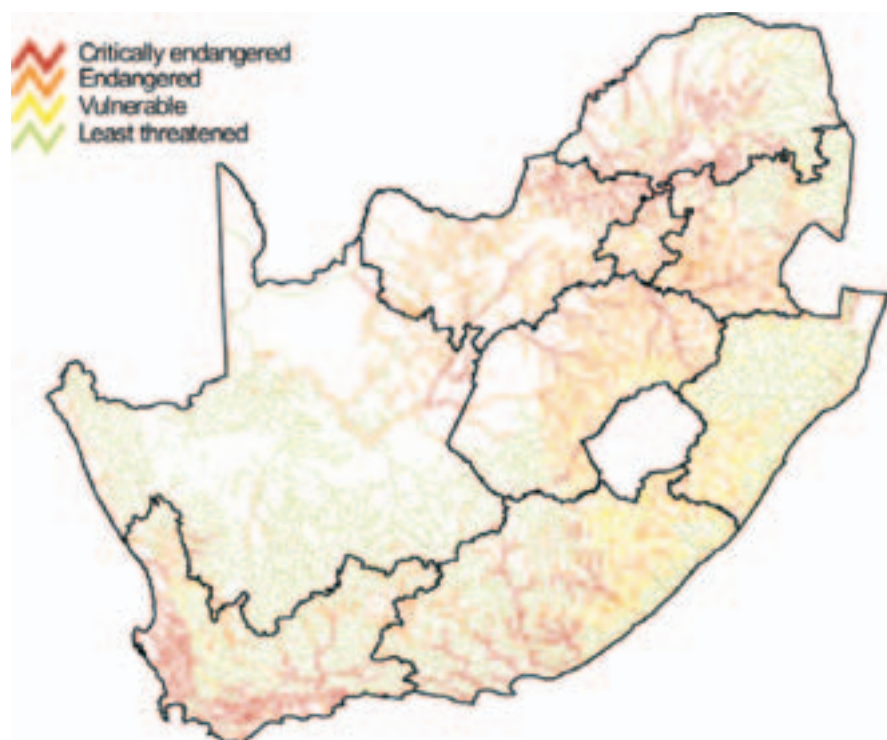 Critically endangered
Endangered
Vulnerable
Least threatened